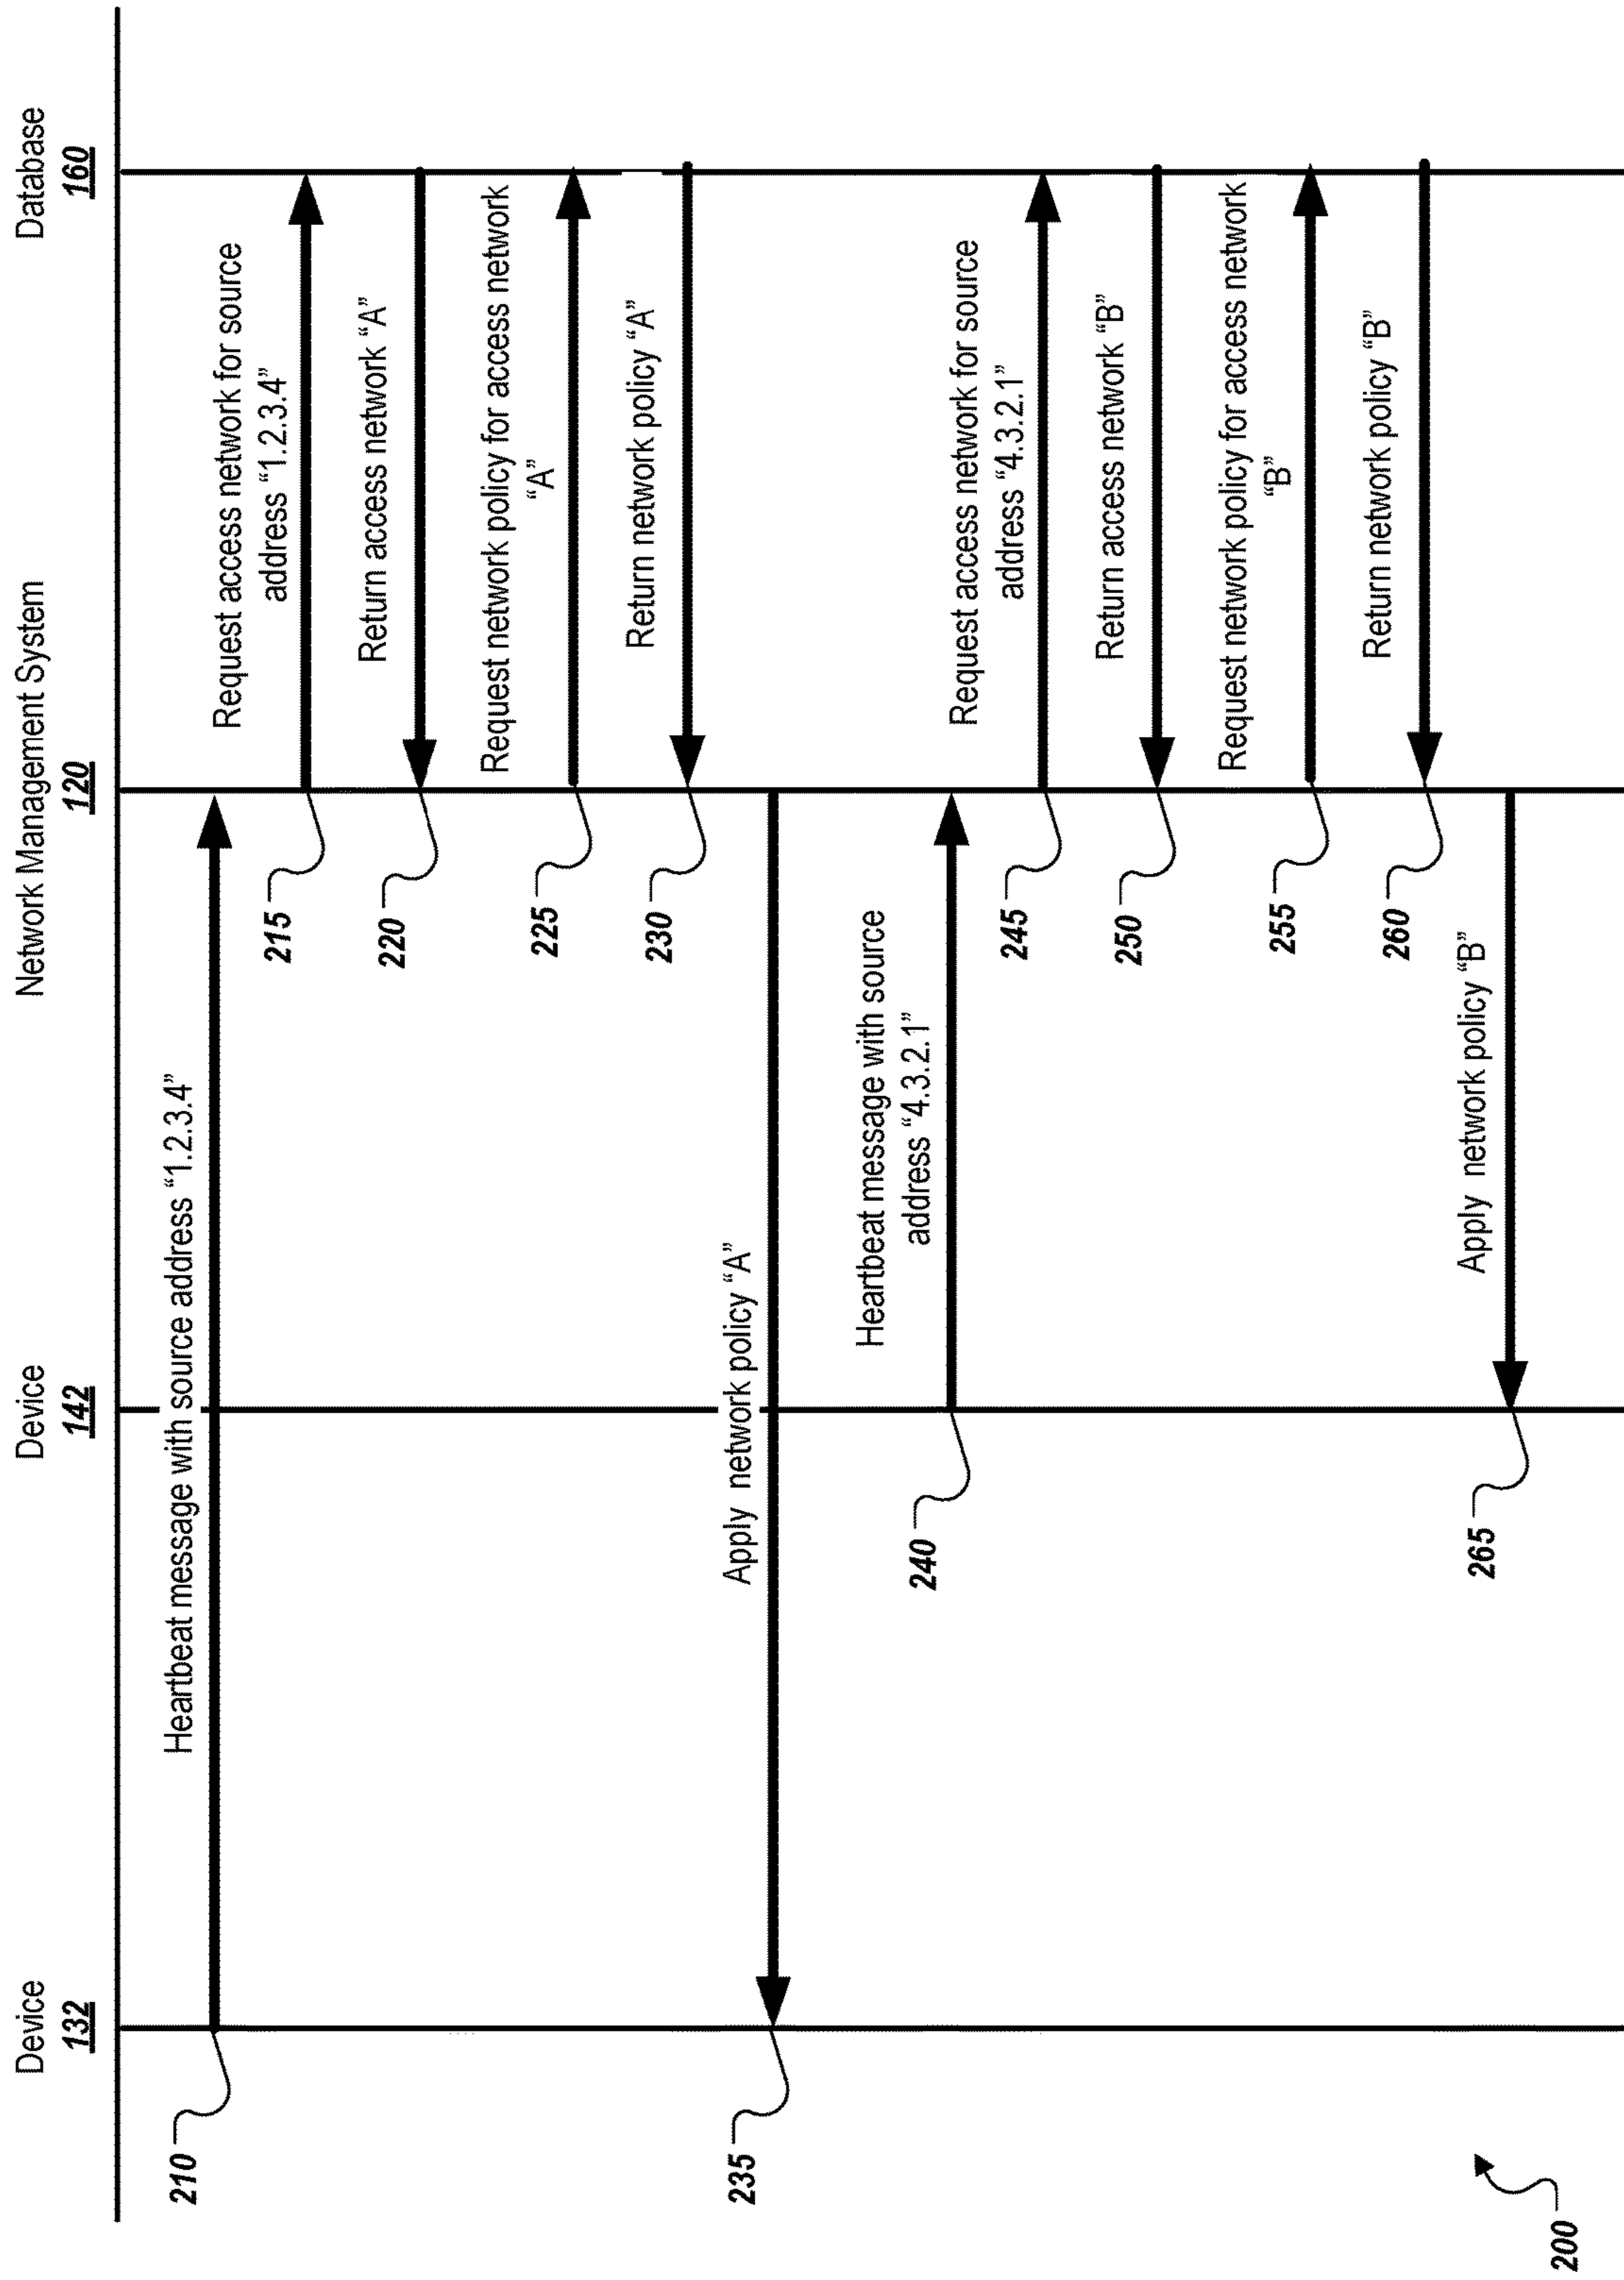 Device
132
Device
142
Network Management System
120
Database
160
210
Heartbeat message with source address “1.2.3.4”
215
Request access network for source
address “1.2.3.4”
220
Return access network “A”
225
Request network policy for access network
“A”
230
Return network policy “A”
235
Apply network policy “A”
240
Heartbeat message with source
address “4.3.2.1”
245
Request access network for source
address “4.3.2.1”
250
Return access network “B”
255
Request network policy for access network
“B”
260
Return network policy “B”
265
Apply network policy “B”
200